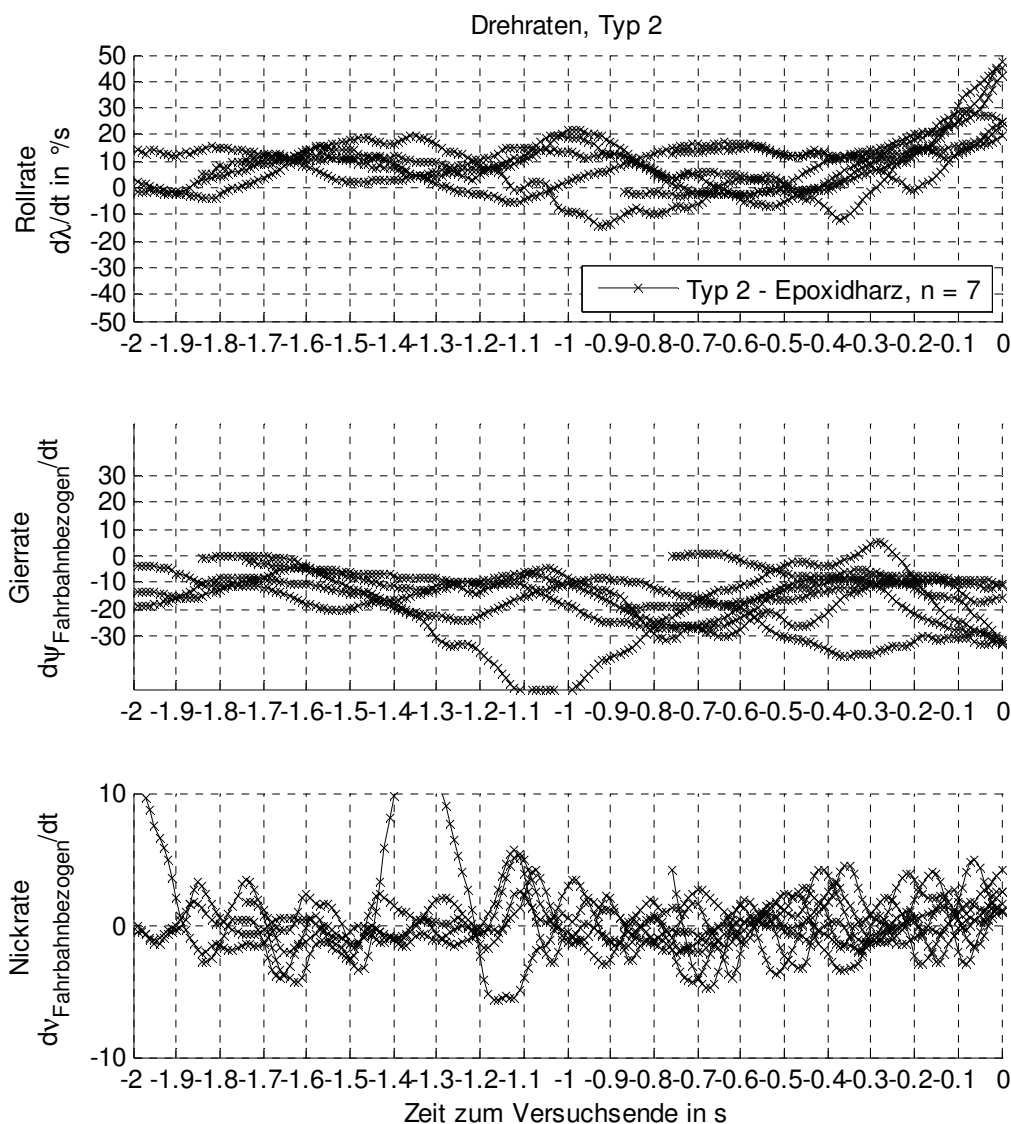 Drehraten, Typ 2
Rollrate
dλ/dt in °/s
50
40
30
20
10
0
-10
-20
-30
-40
-50
Typ 2 - Epoxidharz, n = 7
-2 -1.9 -1.8 -1.7 -1.6 -1.5 -1.4 -1.3 -1.2 -1.1 -1 -0.9 -0.8 -0.7 -0.6 -0.5 -0.4 -0.3 -0.2 -0.1 0
Gierrate
dψFahrbahnbezogen/dt
30
20
10
0
-10
-20
-30
-2 -1.9 -1.8 -1.7 -1.6 -1.5 -1.4 -1.3 -1.2 -1.1 -1 -0.9 -0.8 -0.7 -0.6 -0.5 -0.4 -0.3 -0.2 -0.1 0
Nickrate
dνFahrbahnbezogen/dt
10
0
-10
-2 -1.9 -1.8 -1.7 -1.6 -1.5 -1.4 -1.3 -1.2 -1.1 -1 -0.9 -0.8 -0.7 -0.6 -0.5 -0.4 -0.3 -0.2 -0.1 0
Zeit zum Versuchsende in s